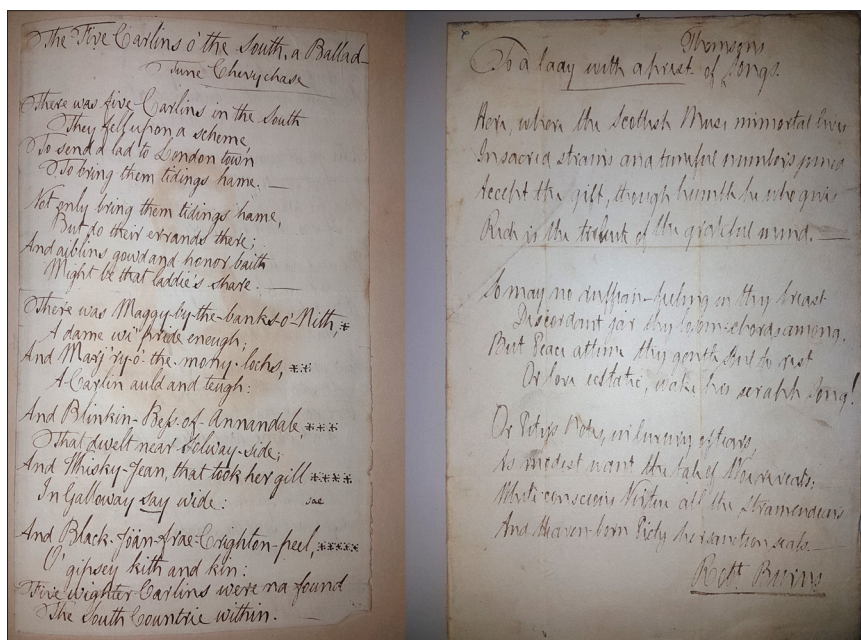 The Five Carlins o' the South, a Ballad
Tune Chevychase
There was five Carlins in the South
They fell upon a scheme,
To send a lad to London town
To bring them tidings hame. —
Not only bring them tidings hame,
But do their errands there;
And aiblins gowd and honor baith
Might be that laddie's share. —
There was Maggy-by-the-banks-o'-Nith, *
A dame wi' pride enough;
And Marj'ry-o'-the-mony-lochs, **
A Carlin auld and teugh:
And Blinkin-Bess-of-Annandale, ***
That dwelt near Solway-side;
And Whisky-Jean, that took her gill ****
In Galloway say wide: sae
And Black-Jöan-frae-Crighton-peel, *****
O' gipsey kith and kin:
Five wighter Carlins were na found
The South Countrie within. —
Thomsons
To a lady with a prest. of Songs.
Here, where the Scottish Muse immortal lives
In sacred strains and tuneful numbers joined
Accept the gift, though humble he who gives
Rich is the tribute of the grateful mind. —
So may no ruffian-feeling in thy breast
Discordant jar thy bosom-chords among,
But Peace attune thy gentle soul to rest
Or love ecstatic, wake his seraph song!
Or Pity's Notes, in luxury of tears,
As modest want the tale of Woe reveals;
While conscious Virtue all the strain endears
And Heaven-born Piety her sanction seals. —
Robt. Burns